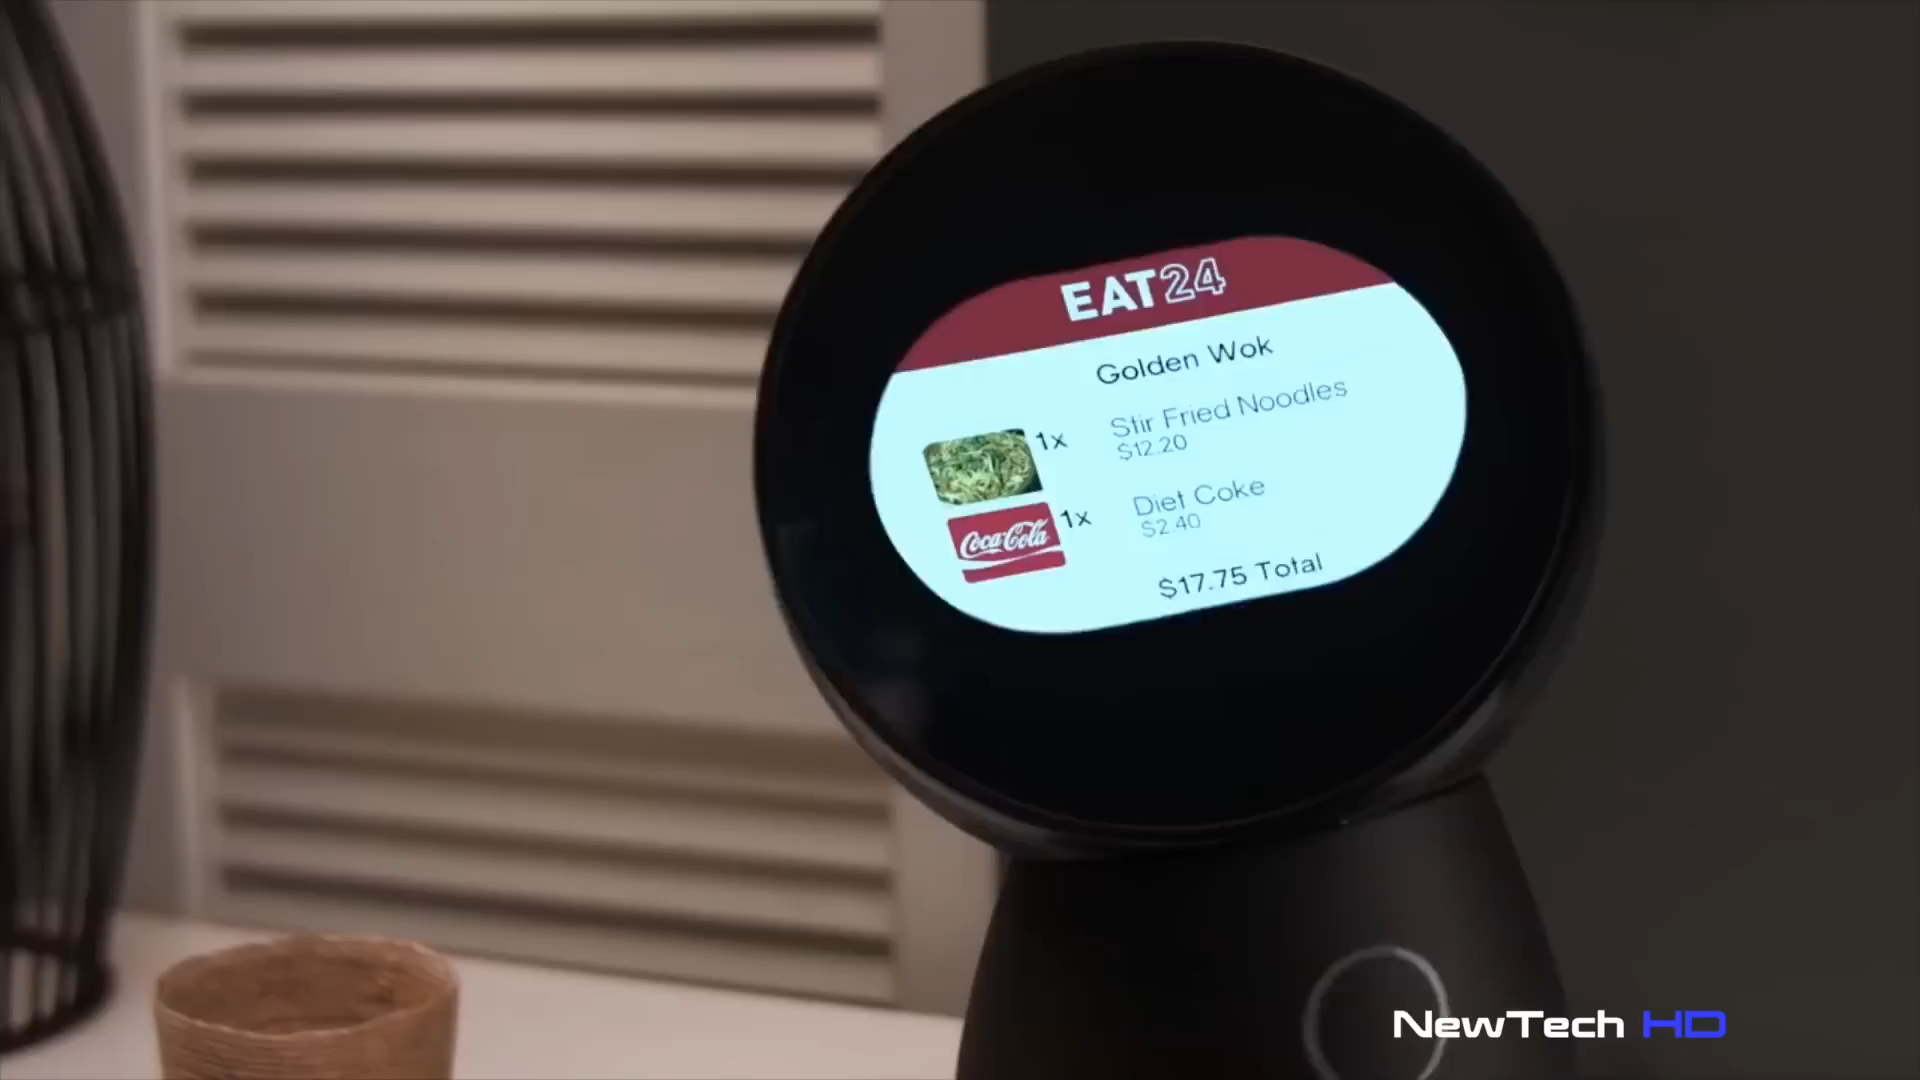 EAT24
Golden Wok
1x
Stir Fried Noodles
$12.20
Coca-Cola
1x
Diet Coke
$2.40
$17.75 Total
NewTech HD